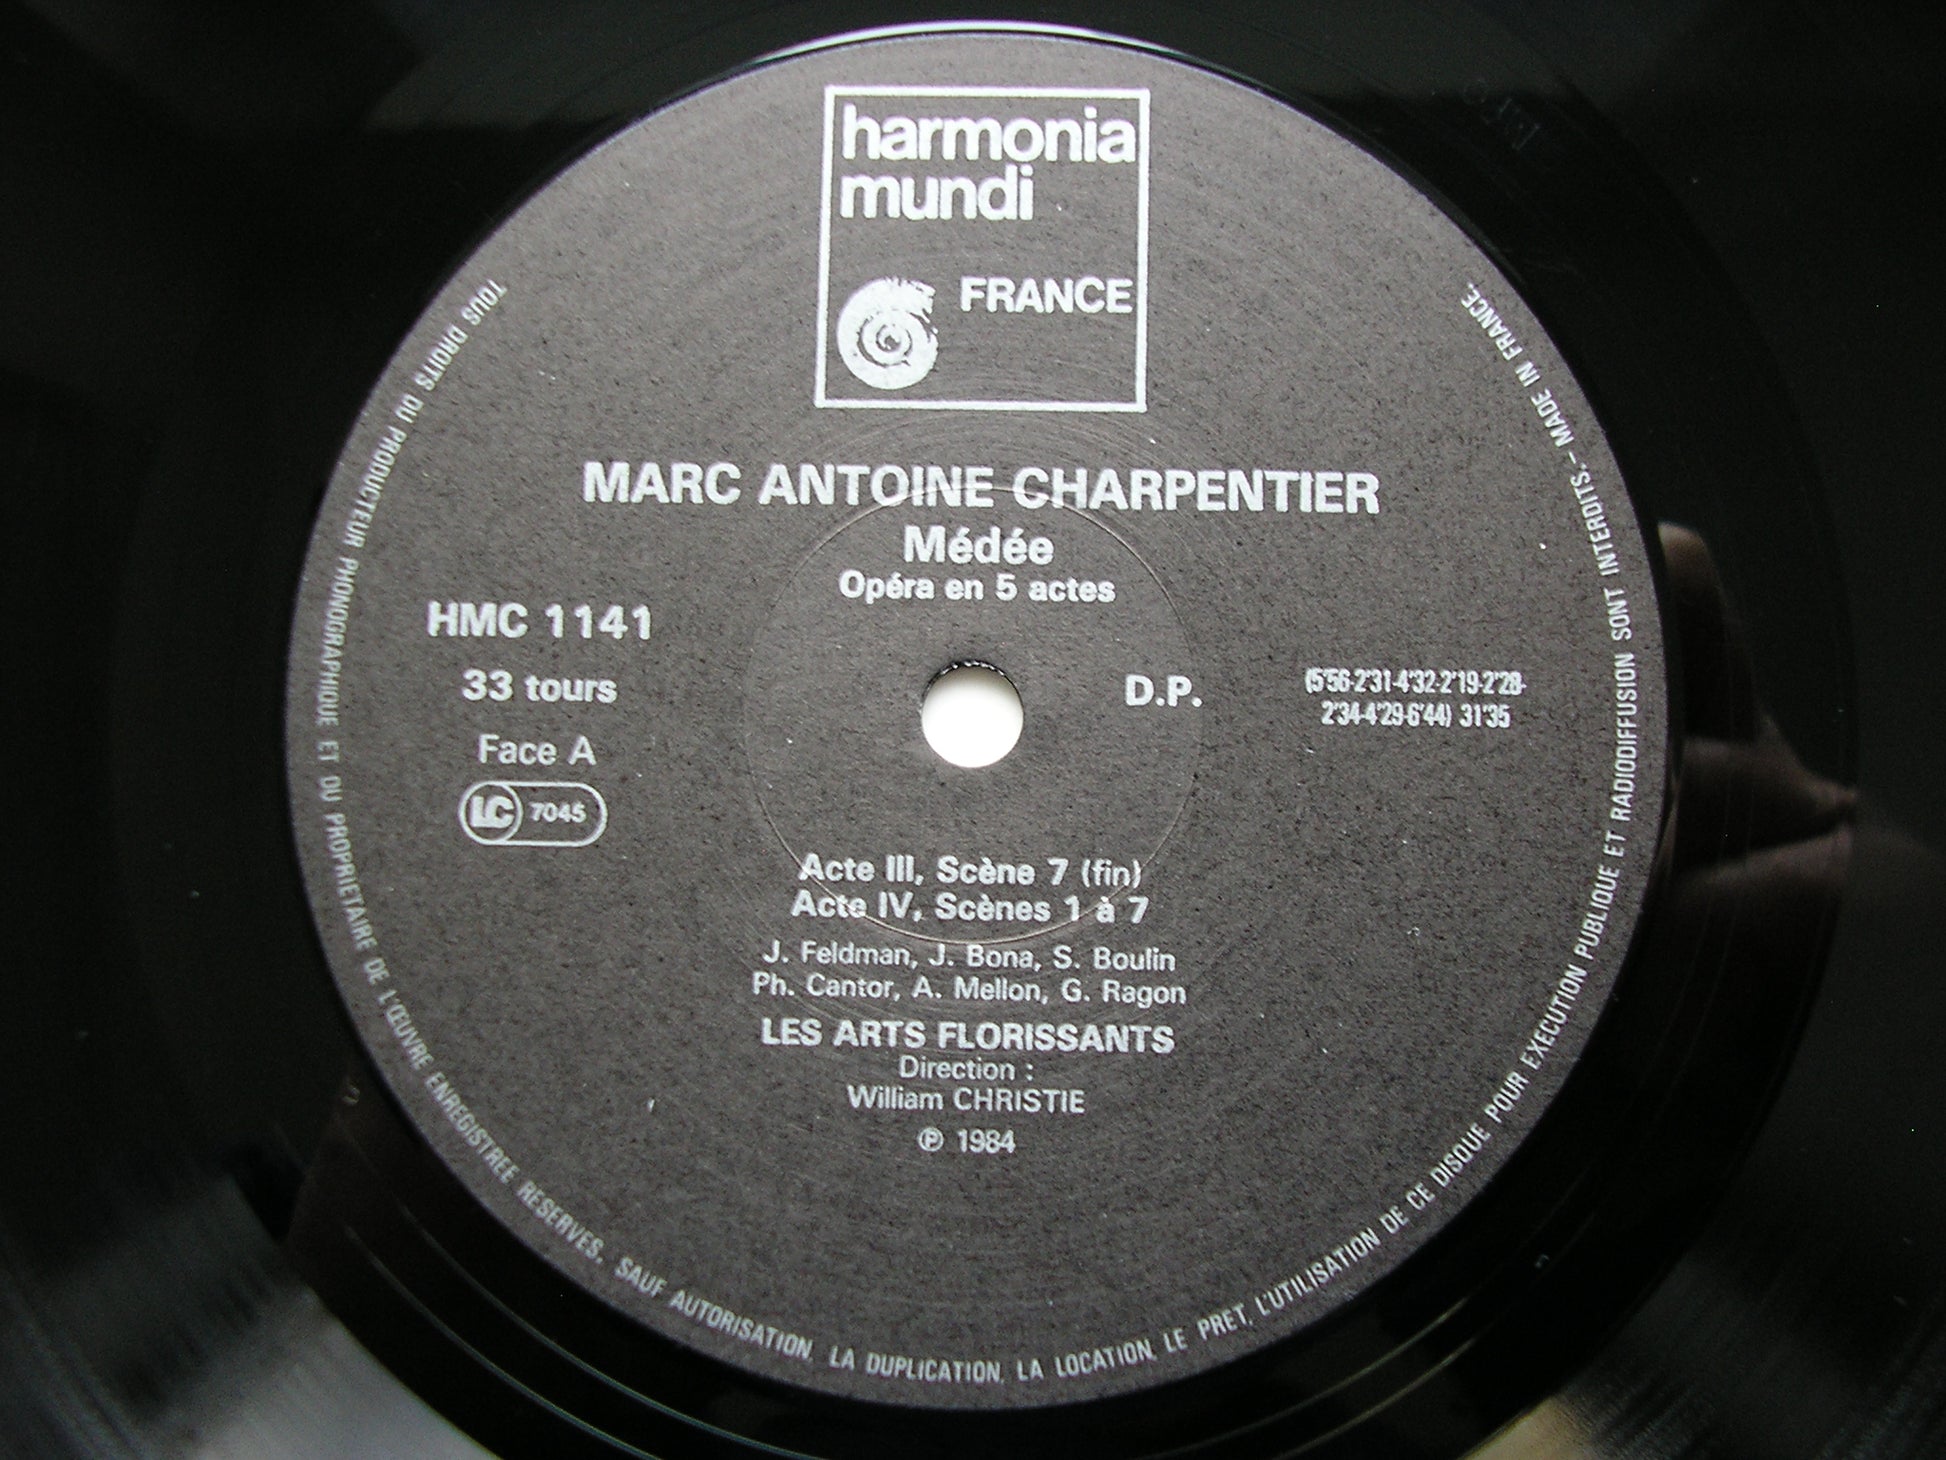 harmonia
mundi
FRANCE
MARC ANTOINE CHARPENTIER
Médée
Opéra en 5 actes
HMC 1141
33 tours
Face A
LC 7045
D.P.
(5'56-2'31-4'32-2'19-2'28-
2'34-4'29-6'44) 31'35
Acte III, Scène 7 (fin)
Acte IV, Scènes 1 à 7
J. Feldman, J. Bona, S. Boulin
Ph. Cantor, A. Mellon, G. Ragon
LES ARTS FLORISSANTS
Direction :
William CHRISTIE
℗ 1984
TOUS DROITS DU PRODUCTEUR PHONOGRAPHIQUE ET DU PROPRIETAIRE DE L'ŒUVRE ENREGISTREE RESERVES. SAUF AUTORISATION, LA DUPLICATION, LA LOCATION, LE PRET, L'UTILISATION DE CE DISQUE POUR EXECUTION PUBLIQUE ET RADIODIFFUSION SONT INTERDITS. – MADE IN FRANCE.